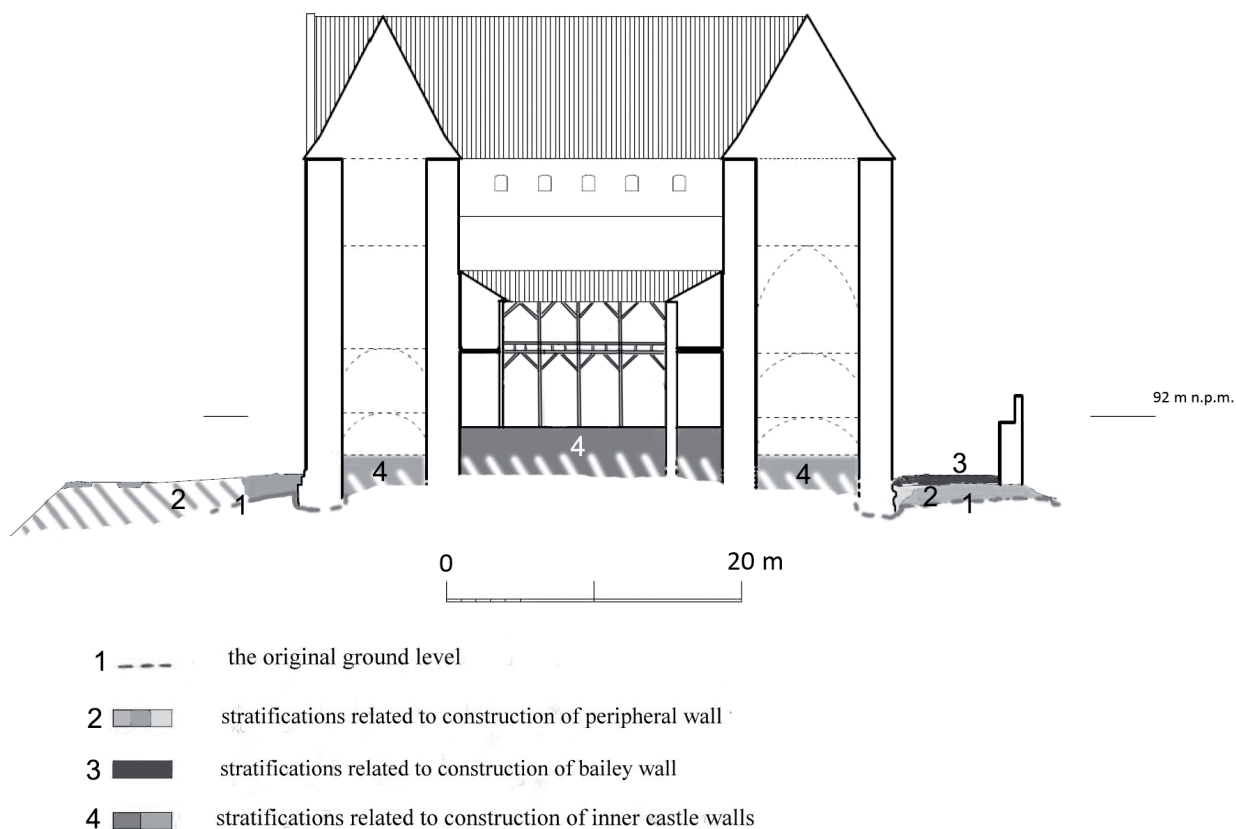 92 m n.p.m.
4
4
4
3
2
1
2
1
0 20 m
1 the original ground level
2 stratifications related to construction of peripheral wall
3 stratifications related to construction of bailey wall
4 stratifications related to construction of inner castle walls